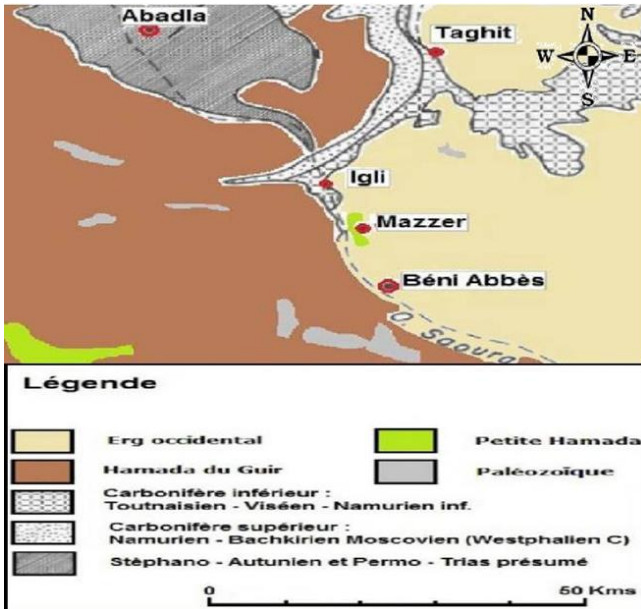 Abadla
Taghit
N
W E
S
Igli
Mazzer
Béni Abbès
O. Saoura
Légende
Erg occidental
Petite Hamada
Hamada du Guir
Paléozoïque
Carbonifère inférieur :
Toutnaisien - Viséen - Namurien inf.
Carbonifère supérieur :
Namurien - Bachkirien Moscovien (Westphalien C)
Stéphano - Autunien et Permo - Trias présumé
0 50 Kms